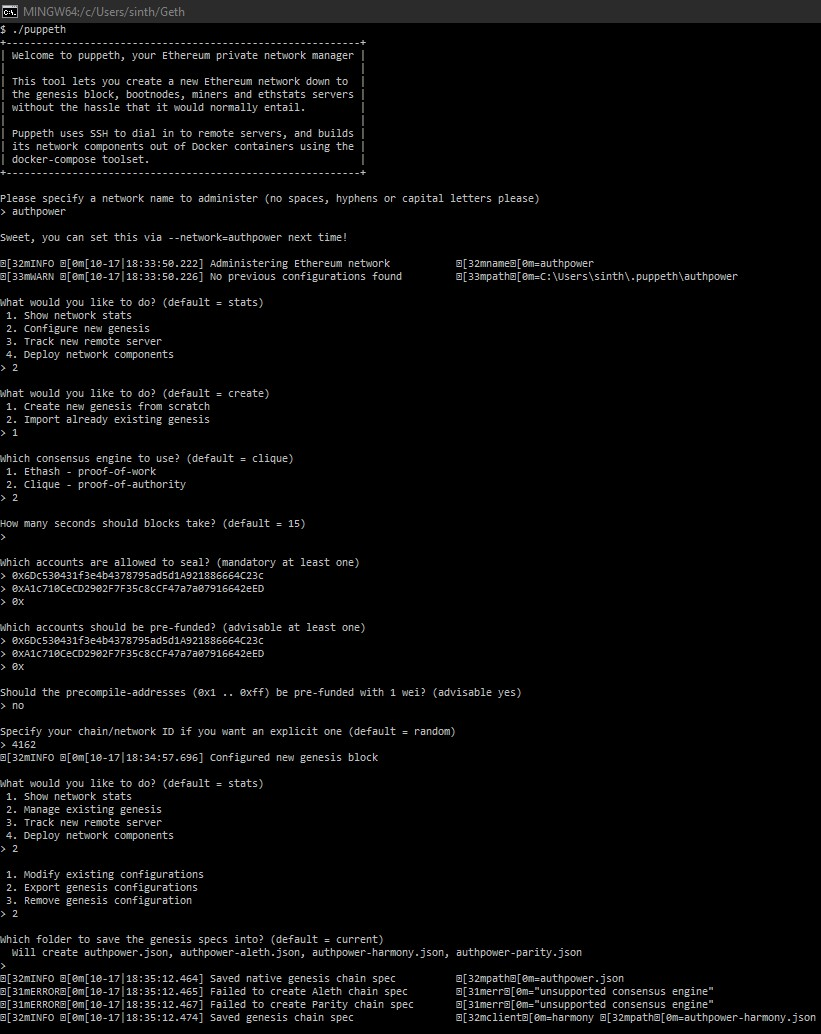 MINGW64:/c/Users/sinth/Geth
$ ./puppeth
+-----------------------------------------------------------+
| Welcome to puppeth, your Ethereum private network manager |
|                                                           |
| This tool lets you create a new Ethereum network down to  |
| the genesis block, bootnodes, miners and ethstats servers |
| without the hassle that it would normally entail.         |
|                                                           |
| Puppeth uses SSH to dial in to remote servers, and builds |
| its network components out of Docker containers using the |
| docker-compose toolset.                                   |
+-----------------------------------------------------------+
Please specify a network name to administer (no spaces, hyphens or capital letters please)
> authpower
Sweet, you can set this via --network=authpower next time!
[32mINFO [0m[10-17|18:33:50.222] Administering Ethereum network [32mname[0m=authpower
[33mWARN [0m[10-17|18:33:50.226] No previous configurations found [33mpath[0m=C:\Users\sinth\.puppeth\authpower
What would you like to do? (default = stats)
1. Show network stats
2. Configure new genesis
3. Track new remote server
4. Deploy network components
> 2
What would you like to do? (default = create)
1. Create new genesis from scratch
2. Import already existing genesis
> 1
Which consensus engine to use? (default = clique)
1. Ethash - proof-of-work
2. Clique - proof-of-authority
> 2
How many seconds should blocks take? (default = 15)
>
Which accounts are allowed to seal? (mandatory at least one)
> 0x6Dc530431f3e4b4378795ad5d1A921886664C23c
> 0xA1c710CeCD2902F7F35c8cCF47a7a07916642eED
> 0x
Which accounts should be pre-funded? (advisable at least one)
> 0x6Dc530431f3e4b4378795ad5d1A921886664C23c
> 0xA1c710CeCD2902F7F35c8cCF47a7a07916642eED
> 0x
Should the precompile-addresses (0x1 .. 0xff) be pre-funded with 1 wei? (advisable yes)
> no
Specify your chain/network ID if you want an explicit one (default = random)
> 4162
[32mINFO [0m[10-17|18:34:57.696] Configured new genesis block
What would you like to do? (default = stats)
1. Show network stats
2. Manage existing genesis
3. Track new remote server
4. Deploy network components
> 2
1. Modify existing configurations
2. Export genesis configurations
3. Remove genesis configuration
> 2
Which folder to save the genesis specs into? (default = current)
Will create authpower.json, authpower-aleth.json, authpower-harmony.json, authpower-parity.json
>
[32mINFO [0m[10-17|18:35:12.464] Saved native genesis chain spec [32mpath[0m=authpower.json
[31mERROR[0m[10-17|18:35:12.465] Failed to create Aleth chain spec [31merr[0m="unsupported consensus engine"
[31mERROR[0m[10-17|18:35:12.467] Failed to create Parity chain spec [31merr[0m="unsupported consensus engine"
[32mINFO [0m[10-17|18:35:12.474] Saved genesis chain spec [32mclient[0m=harmony [32mpath[0m=authpower-harmony.json